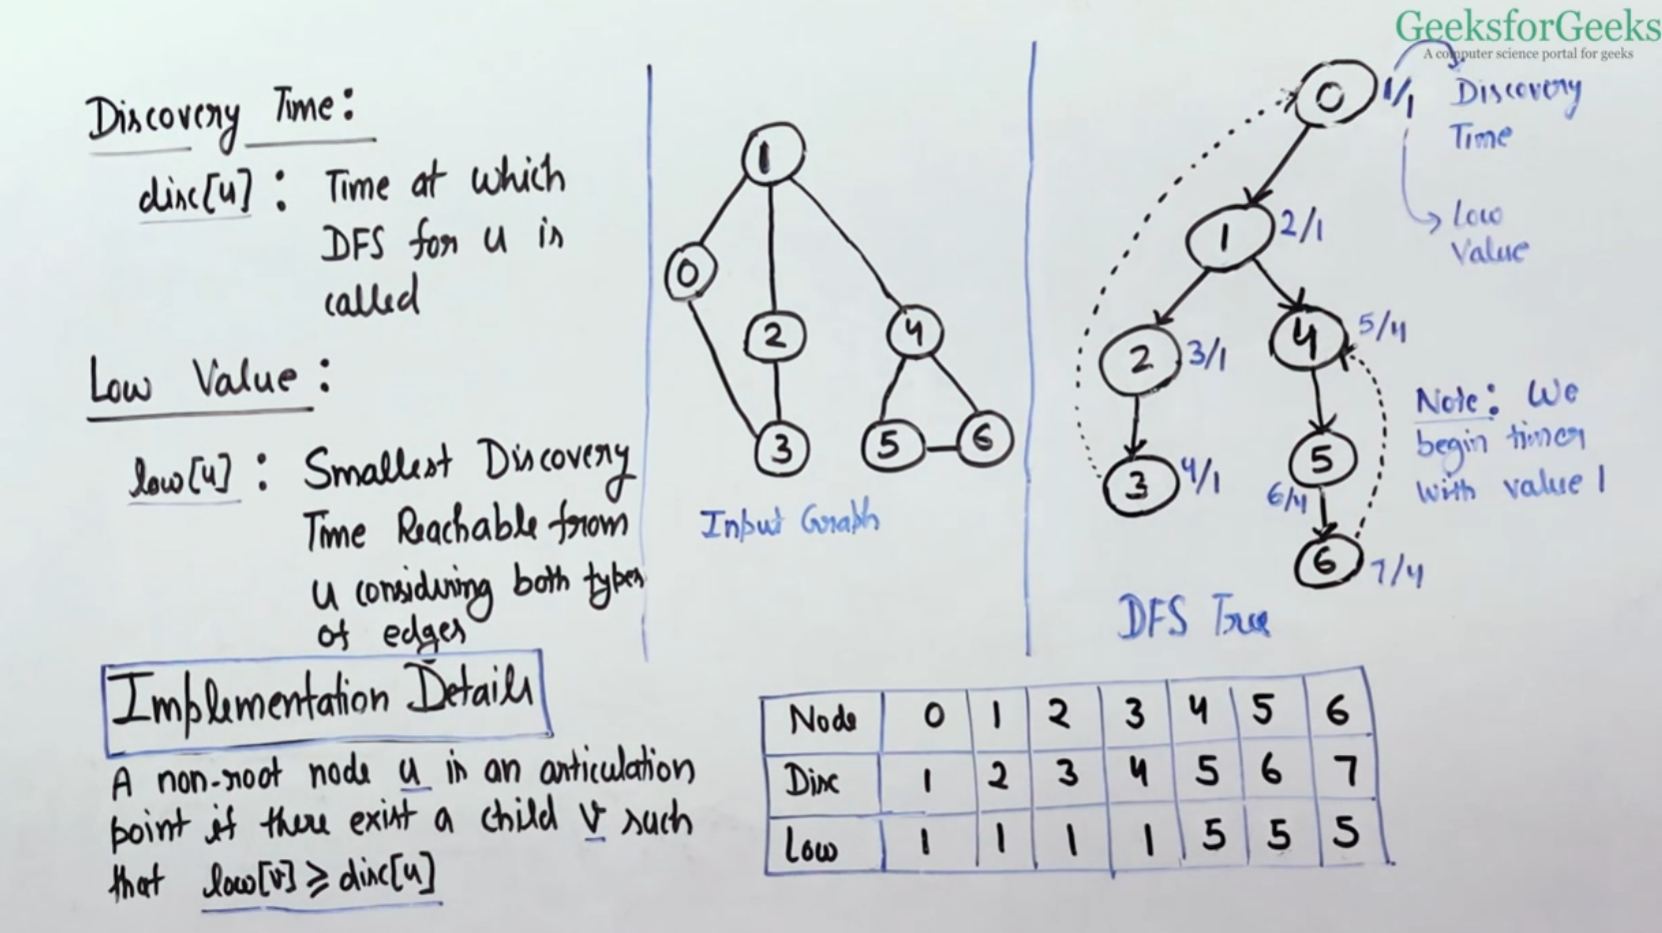 GeeksforGeeks
A computer science portal for geeks
Discovery Time:
disc[u] : Time at which
DFS for u is
called
Low Value:
low[u] : Smallest Discovery
Time Reachable from
u considring both types
of edges
Implementation Details
A non-root node u is an articulation
point if there exist a child v such
that low[v] ⩾ disc[u]
1
0
2
4
3
5
6
Input Graph
0 1/1
Discovery
Time
Low
Value
1 2/1
2 3/1
4 5/4
3 4/1
5 6/4
6 7/4
DFS Tree
Note: We
begin timer
with value 1
Node 0 1 2 3 4 5 6
Disc 1 2 3 4 5 6 7
Low 1 1 1 1 5 5 5